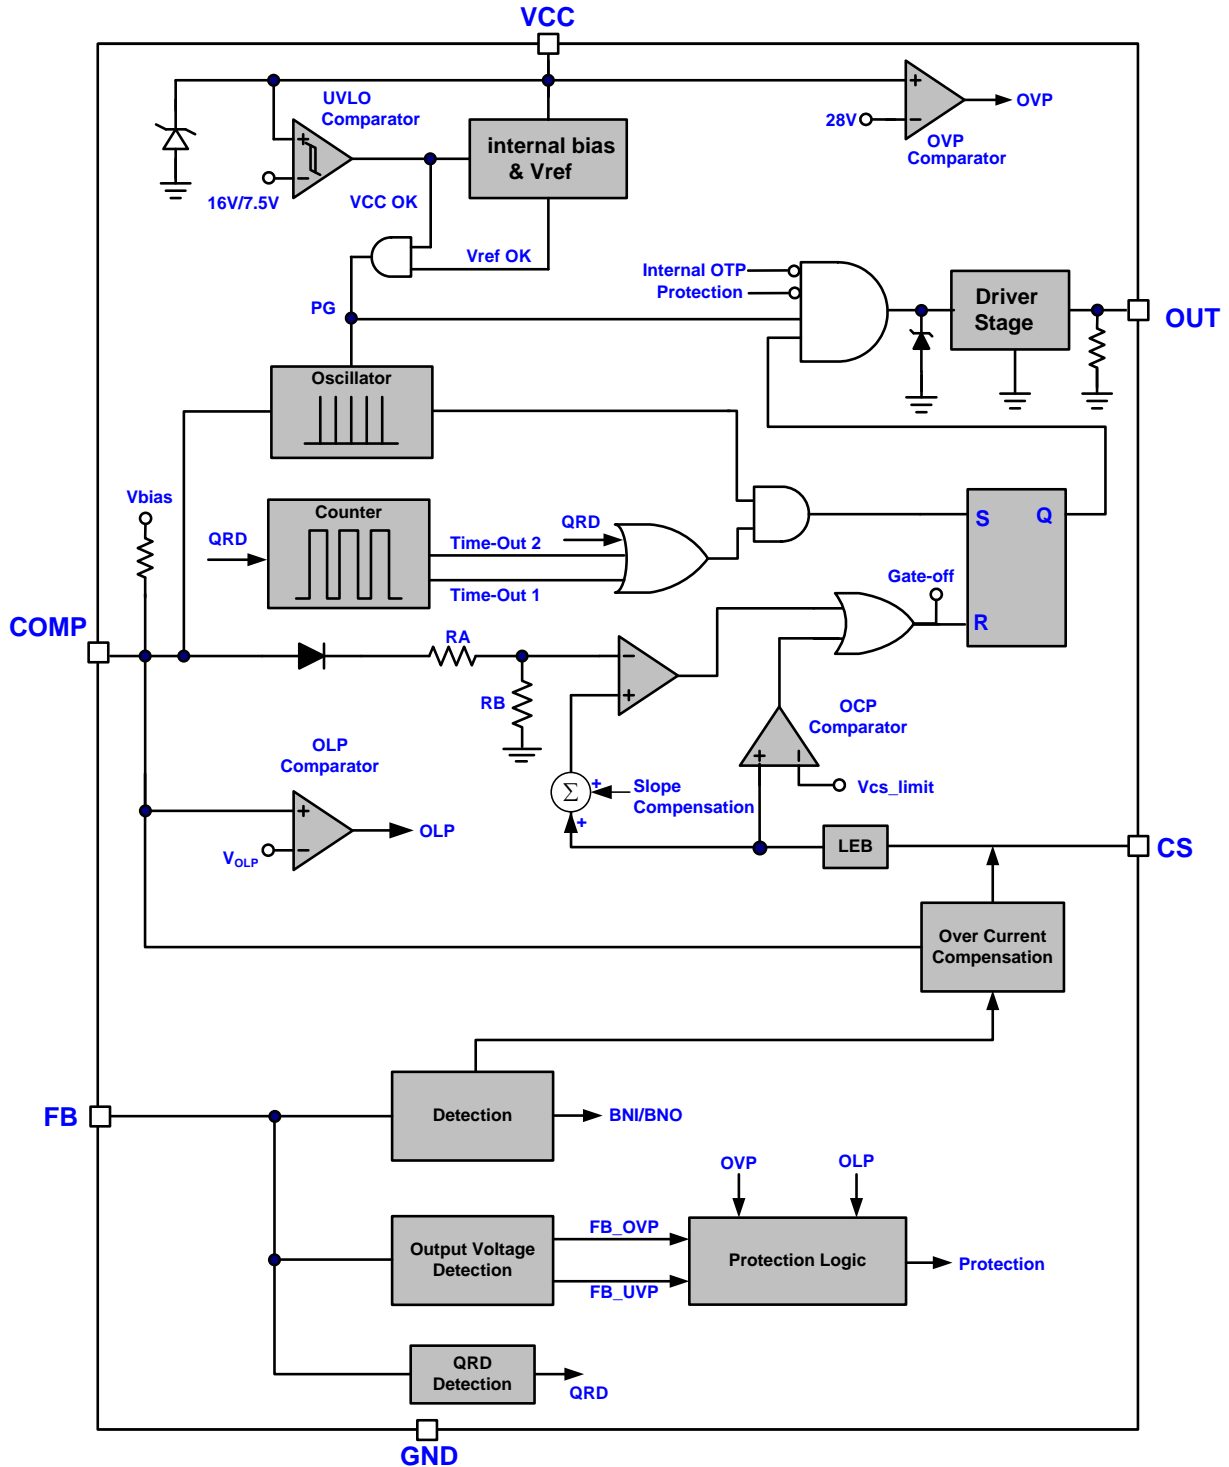 VCC
UVLO
Comparator
+
−
16V/7.5V
VCC OK
internal bias
& Vref
Vref OK
+
−
28V
OVP
OVP
Comparator
PG
Internal OTP
Protection
Driver
Stage
OUT
Oscillator
Vbias
QRD
Counter
Time-Out 2
Time-Out 1
QRD
S
Q
R
Gate-off
COMP
RA
RB
−
+
OCP
Comparator
+
−
Vcs_limit
Σ
+
+
Slope
Compensation
OLP
Comparator
+
−
VOLP
OLP
LEB
CS
Over Current
Compensation
FB
Detection
BNI/BNO
OVP
OLP
Output Voltage
Detection
FB_OVP
FB_UVP
Protection Logic
Protection
QRD
Detection
QRD
GND